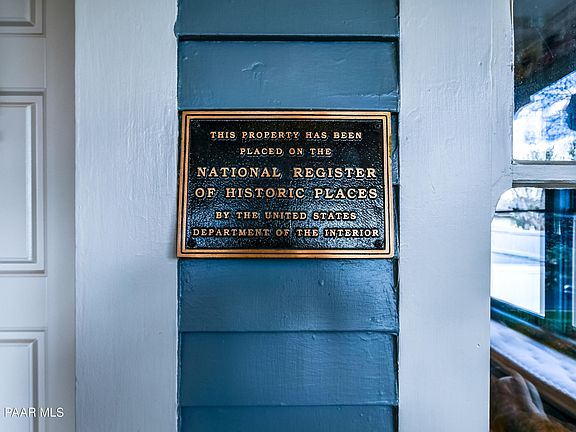 THIS PROPERTY HAS BEEN
PLACED ON THE
NATIONAL REGISTER
OF HISTORIC PLACES
BY THE UNITED STATES
DEPARTMENT OF THE INTERIOR
PAAR MLS